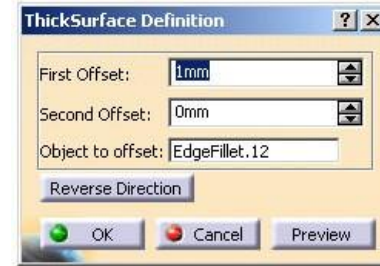 ThickSurface Definition ? X
First Offset: 1mm
Second Offset: 0mm
Object to offset: EdgeFillet.12
Reverse Direction
OK Cancel Preview